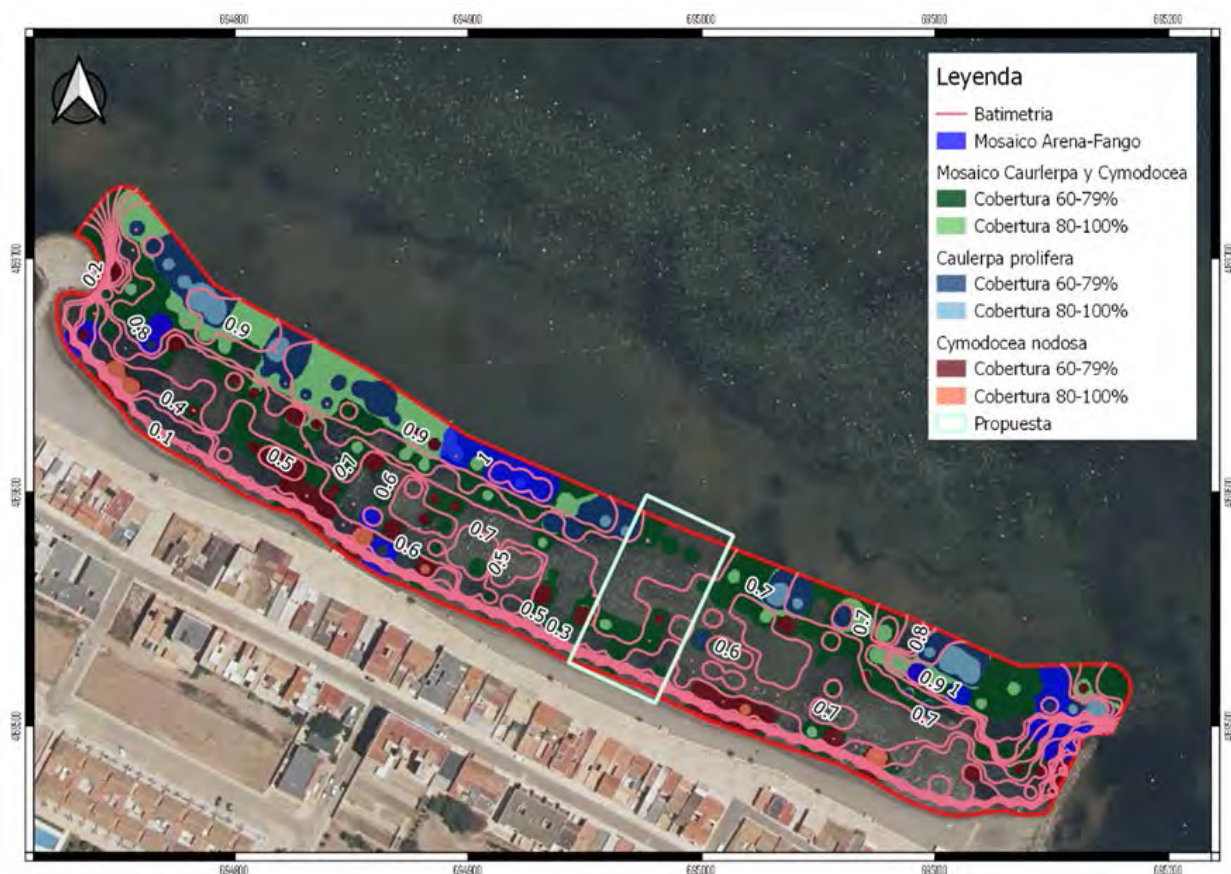 Leyenda
Batimetria
Mosaico Arena-Fango
Mosaico Caurlerpa y Cymodocea
Cobertura 60-79%
Cobertura 80-100%
Caulerpa prolifera
Cobertura 60-79%
Cobertura 80-100%
Cymodocea nodosa
Cobertura 60-79%
Cobertura 80-100%
Propuesta
0.2
0.8
0.9
0.4
0.1
0.9
0.5
0.7
0.6
1
0.6
0.7
0.5
0.5
0.3
0.7
0.6
0.7
0.8
0.9
1
0.7
0.7